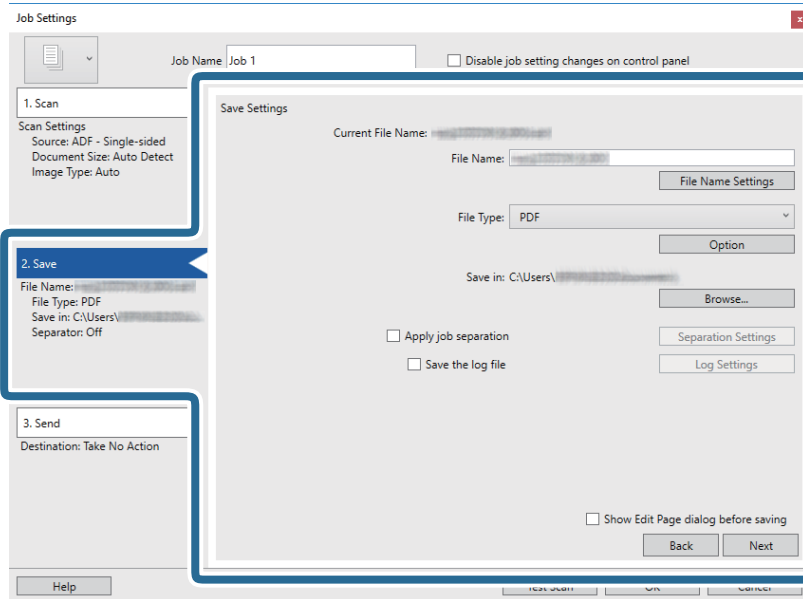 Job Settings
Job Name Job 1
Disable job setting changes on control panel
1. Scan
Scan Settings
Source: ADF - Single-sided
Document Size: Auto Detect
Image Type: Auto
2. Save
File Name:
File Type: PDF
Save in: C:\Users\
Separator: Off
3. Send
Destination: Take No Action
Save Settings
Current File Name:
File Name:
File Name Settings
File Type: PDF
Option
Save in: C:\Users\
Browse...
Apply job separation
Separation Settings
Save the log file
Log Settings
Show Edit Page dialog before saving
Back
Next
Help
Test Scan
OK
Cancel